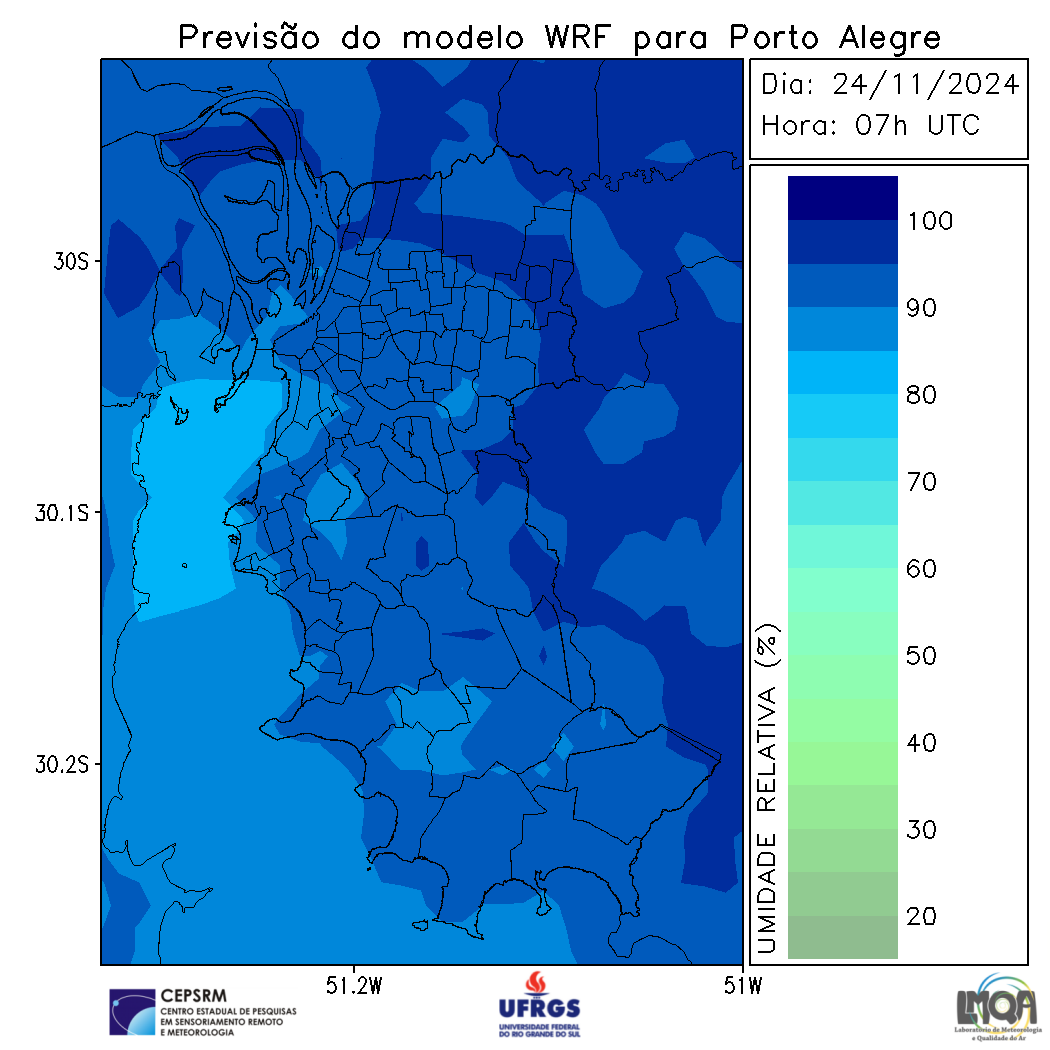 Previsão do modelo WRF para Porto Alegre
Dia: 24/11/2024
Hora: 07h UTC
30S
30.1S
30.2S
51.2W
51W
UMIDADE RELATIVA (%)
100
90
80
70
60
50
40
30
20
CEPSRM
CENTRO ESTADUAL DE PESQUISAS
EM SENSORIAMENTO REMOTO
E METEOROLOGIA
UFRGS
UNIVERSIDADE FEDERAL
DO RIO GRANDE DO SUL
LMQA
Laboratório de Meteorologia
e Qualidade do Ar